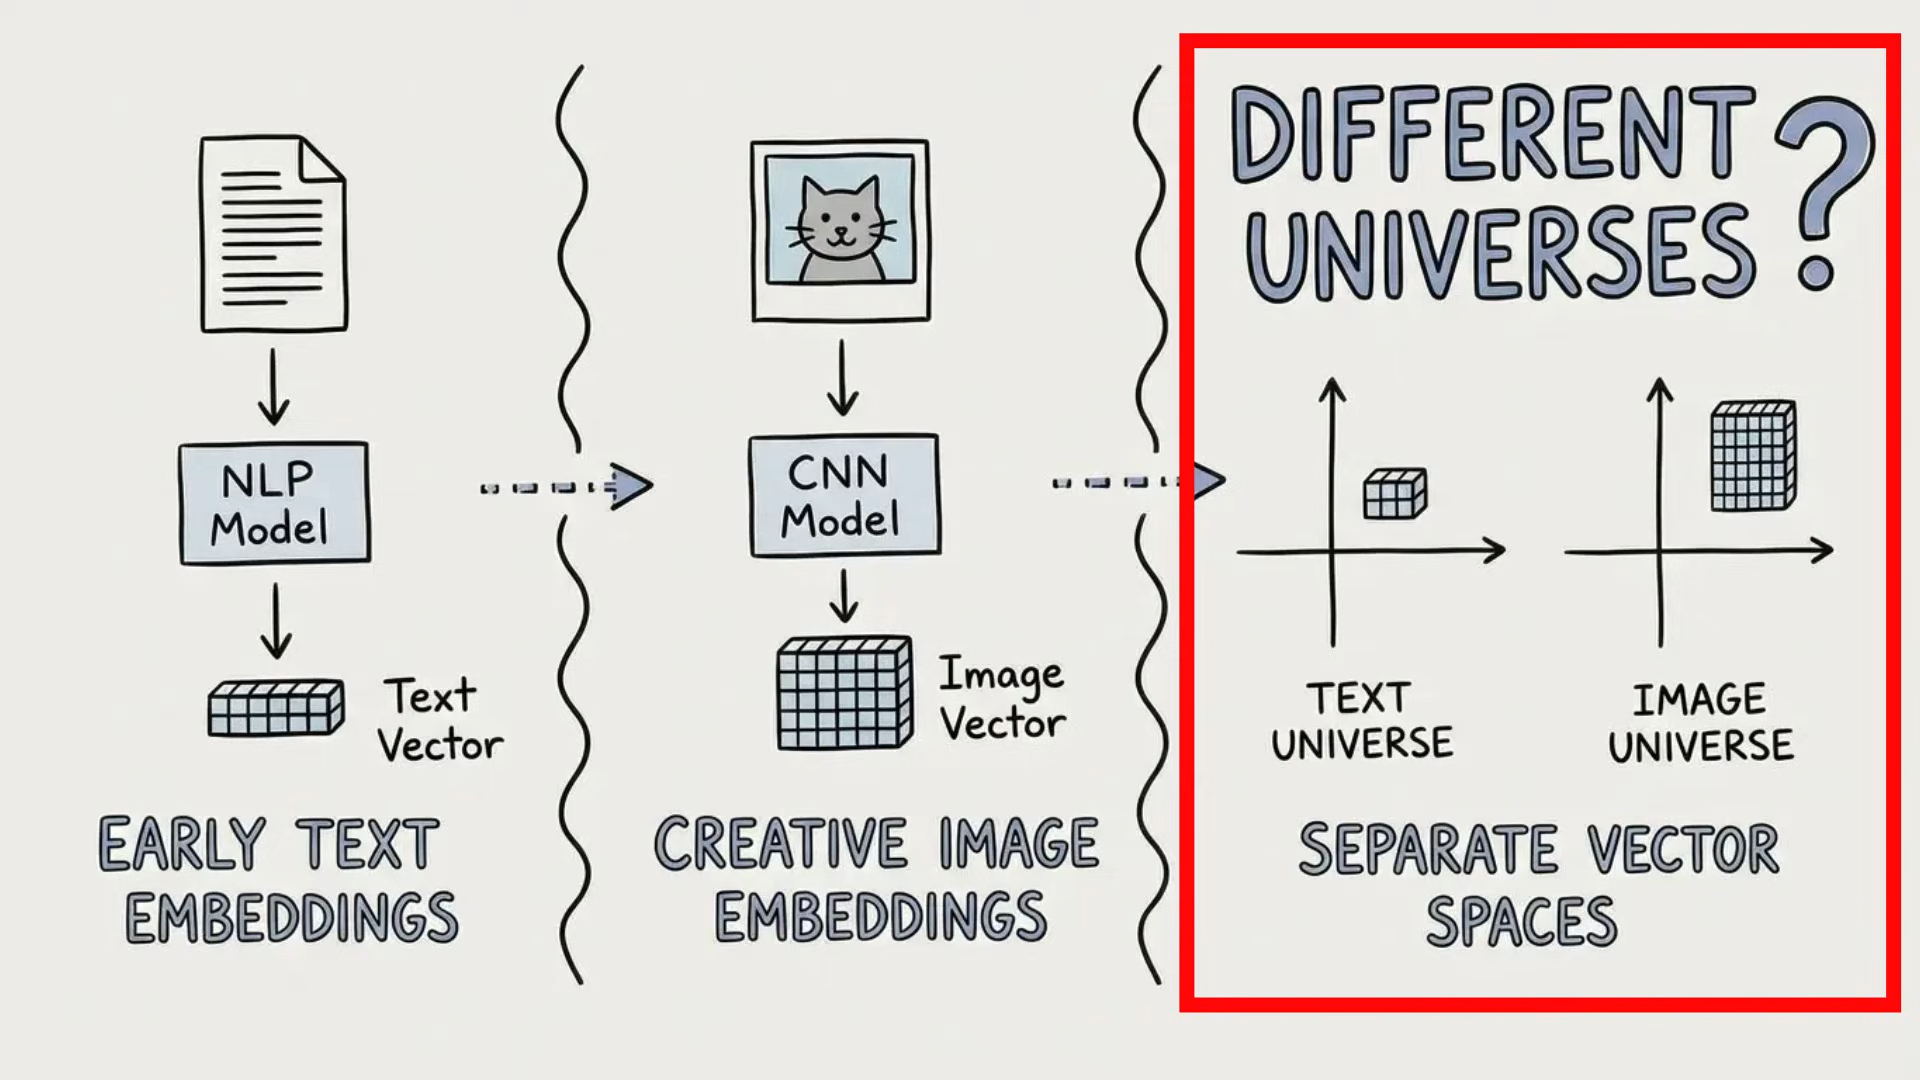 NLP
Model
Text
Vector
EARLY TEXT
EMBEDDINGS
CNN
Model
Image
Vector
CREATIVE IMAGE
EMBEDDINGS
DIFFERENT
UNIVERSES?
TEXT
UNIVERSE
IMAGE
UNIVERSE
SEPARATE VECTOR
SPACES